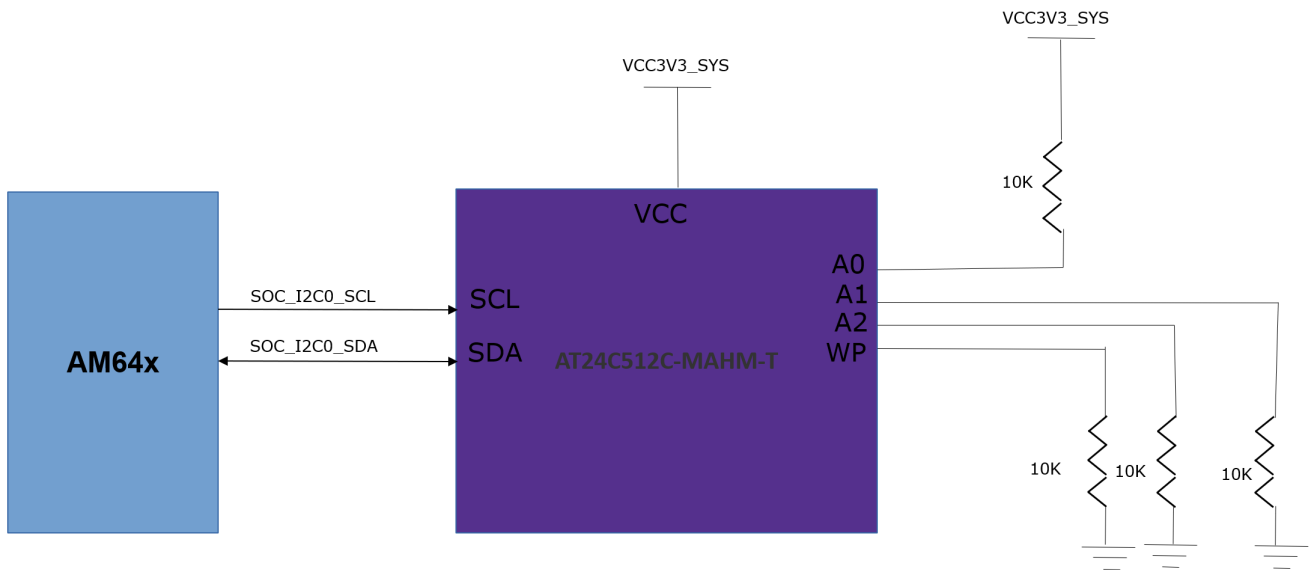 VCC3V3_SYS
VCC3V3_SYS
10K
VCC
A0
SOC_I2C0_SCL
SCL
A1
A2
SOC_I2C0_SDA
SDA
WP
AM64x
AT24C512C-MAHM-T
10K
10K
10K